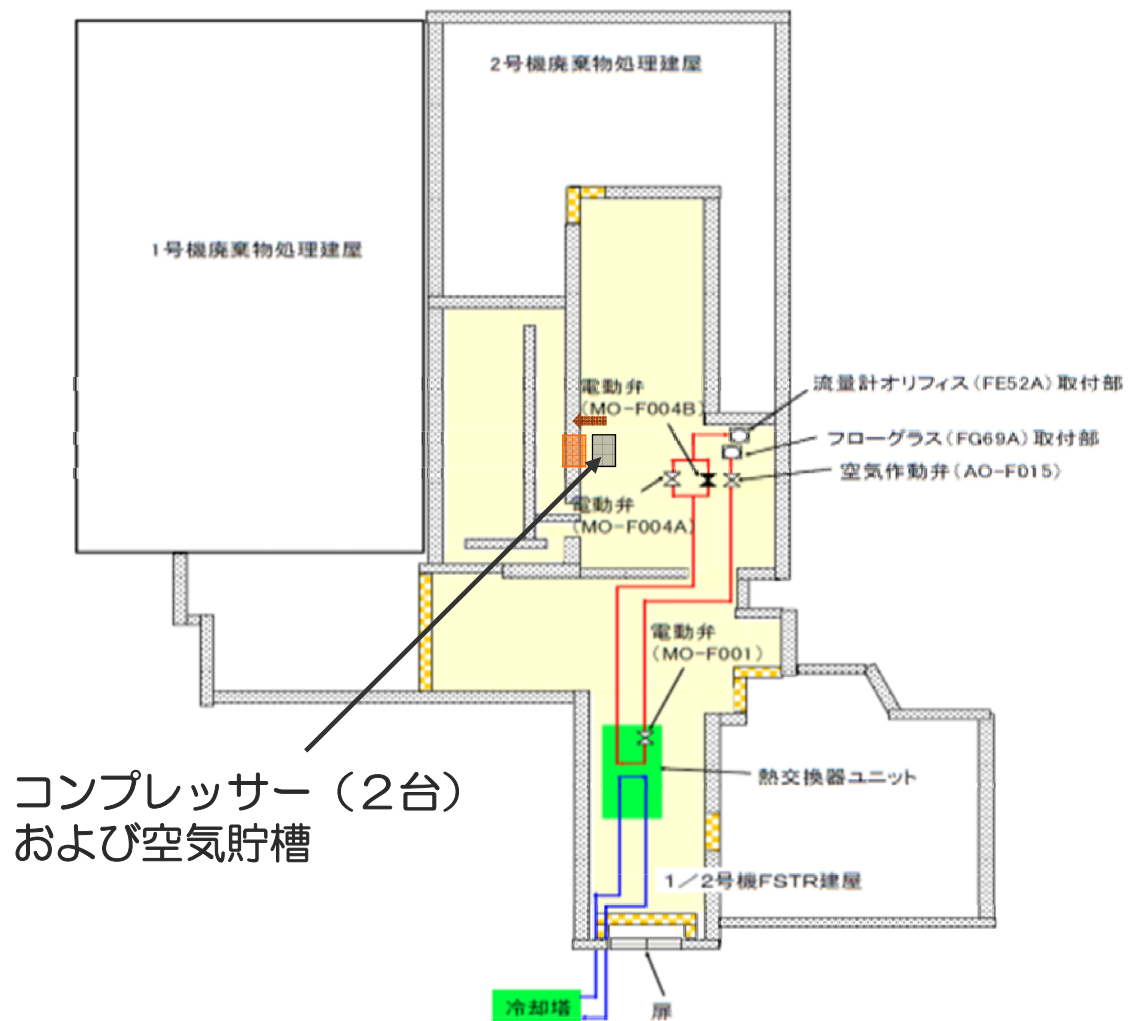 2号機廃棄物処理建屋
1号機廃棄物処理建屋
流量計オリフィス（FE52A）取付部
電動弁
（MO-F004B）
フローグラス（FG69A）取付部
空気作動弁（AO-F015）
電動弁
（MO-F004A）
電動弁
（MO-F001）
コンプレッサー（２台）
および空気貯槽
熱交換器ユニット
1／2号機FSTR建屋
冷却塔
扉